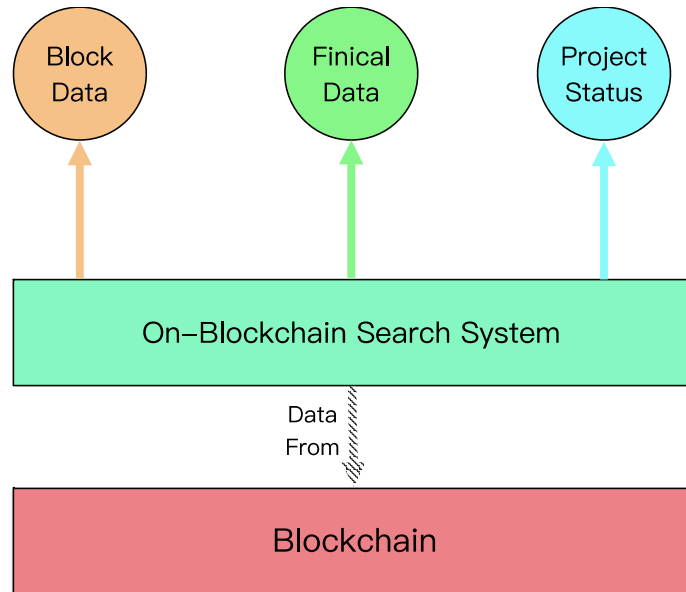 Block
Data
Finical
Data
Project
Status
On-Blockchain Search System
Data
From
Blockchain